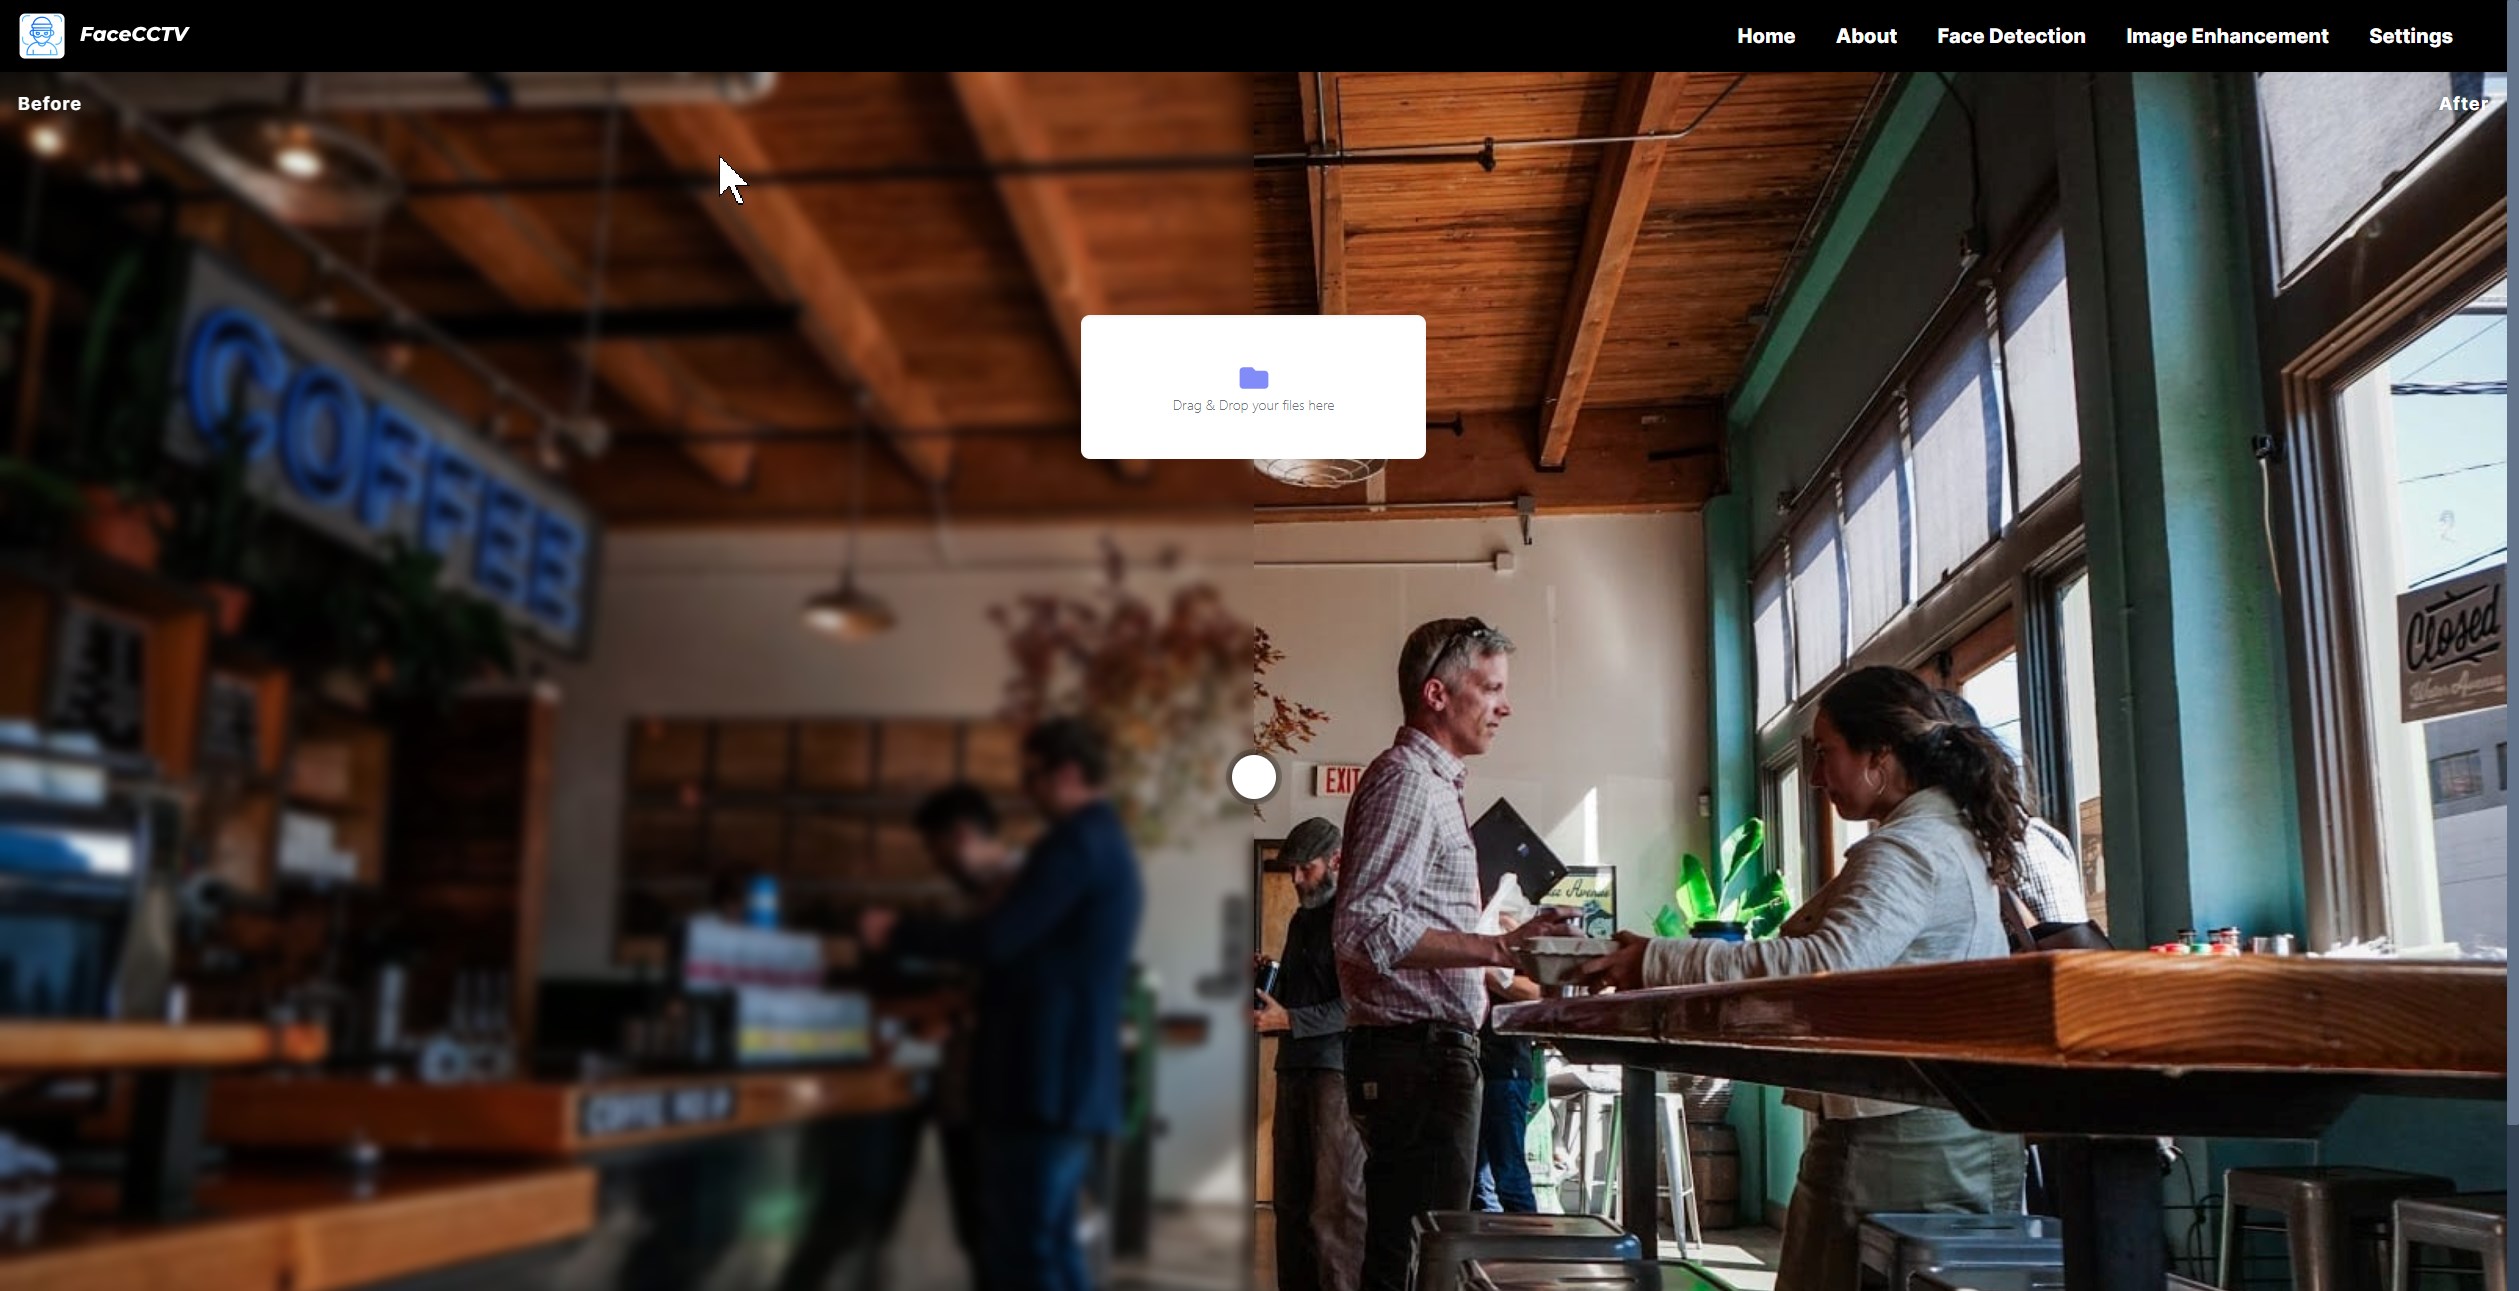 FaceCCTV
Home About Face Detection Image Enhancement Settings
Before
After
Drag & Drop your files here
COFFEE
Closed
Water Avenue
EXIT
Avenue